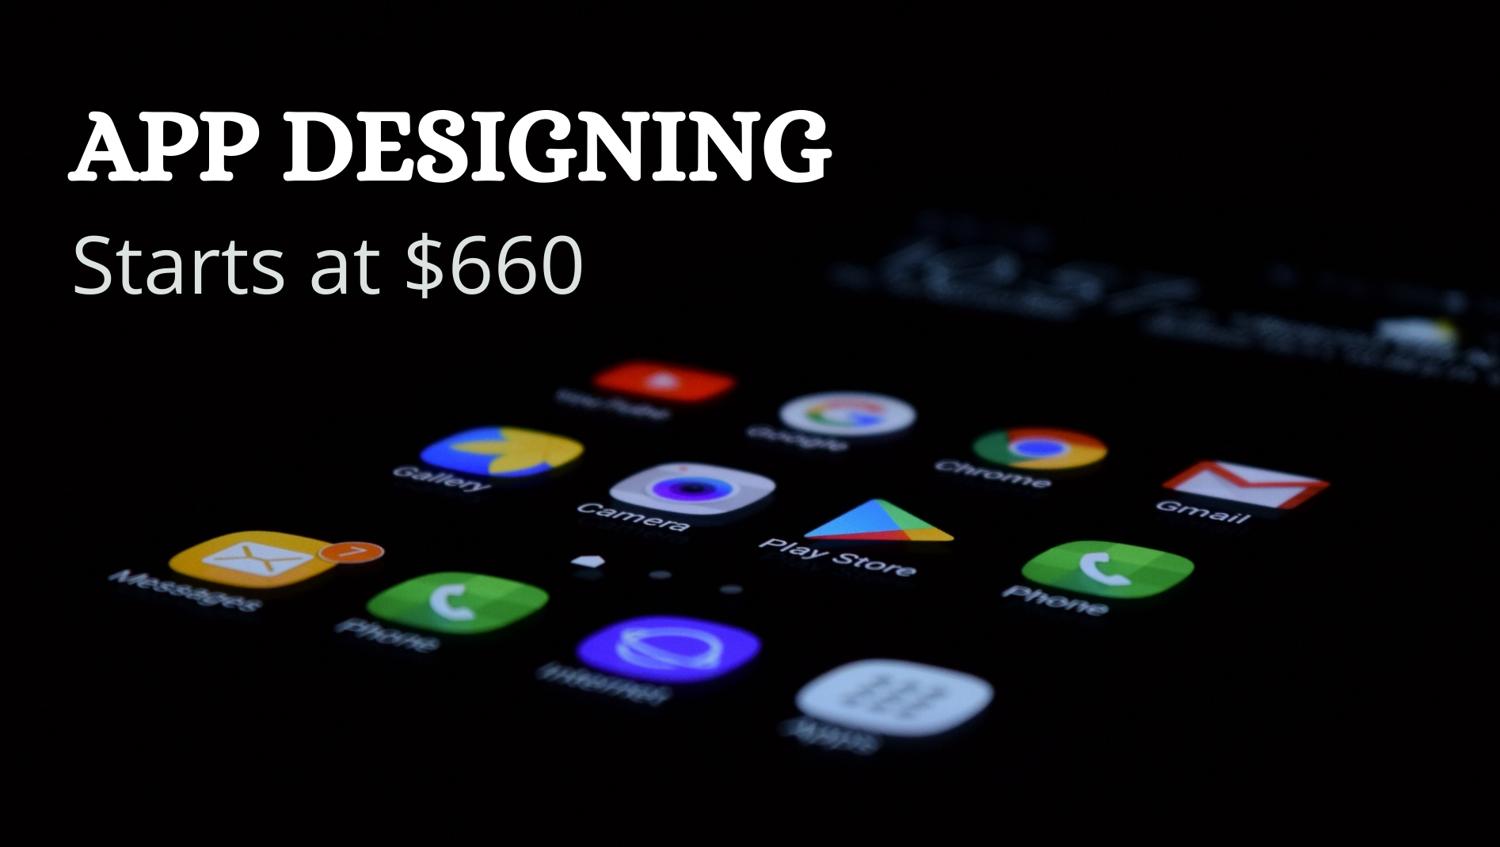 APP DESIGNING
Starts at $660
YouTube
Google
Chrome
Gmail
Gallery
Camera
Play Store
Phone
7
Messages
Phone
Internet
Apps